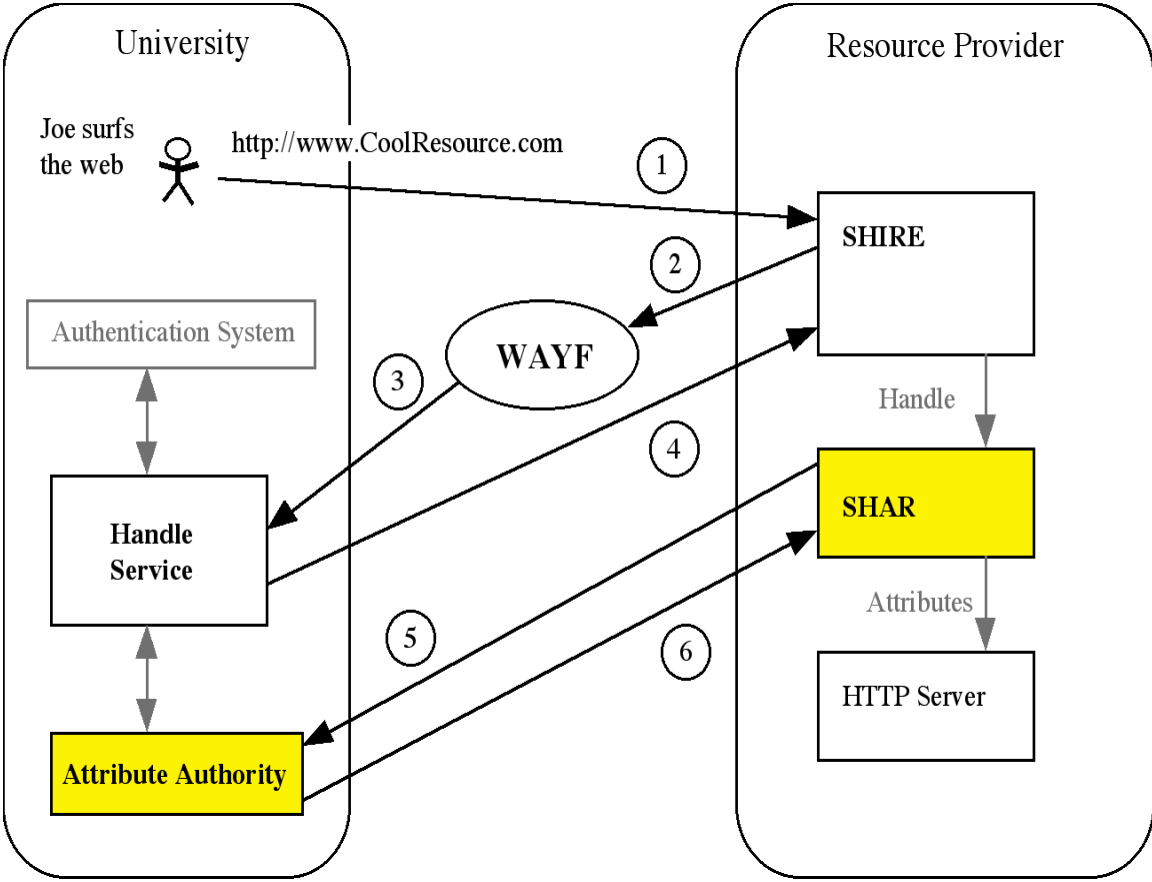 University
Resource Provider
Joe surfs
the web
http://www.CoolResource.com
1
SHIRE
2
Authentication System
WAYF
3
Handle
4
Handle
Service
SHAR
Attributes
5
6
HTTP Server
Attribute Authority